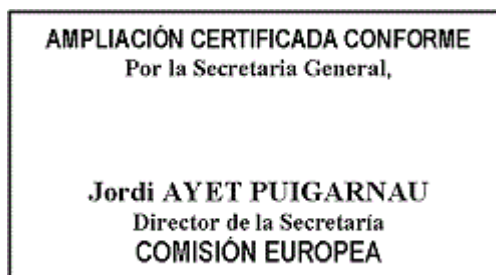 AMPLIACIÓN CERTIFICADA CONFORME
Por la Secretaria General,
Jordi AYET PUIGARNAU
Director de la Secretaría
COMISIÓN EUROPEA